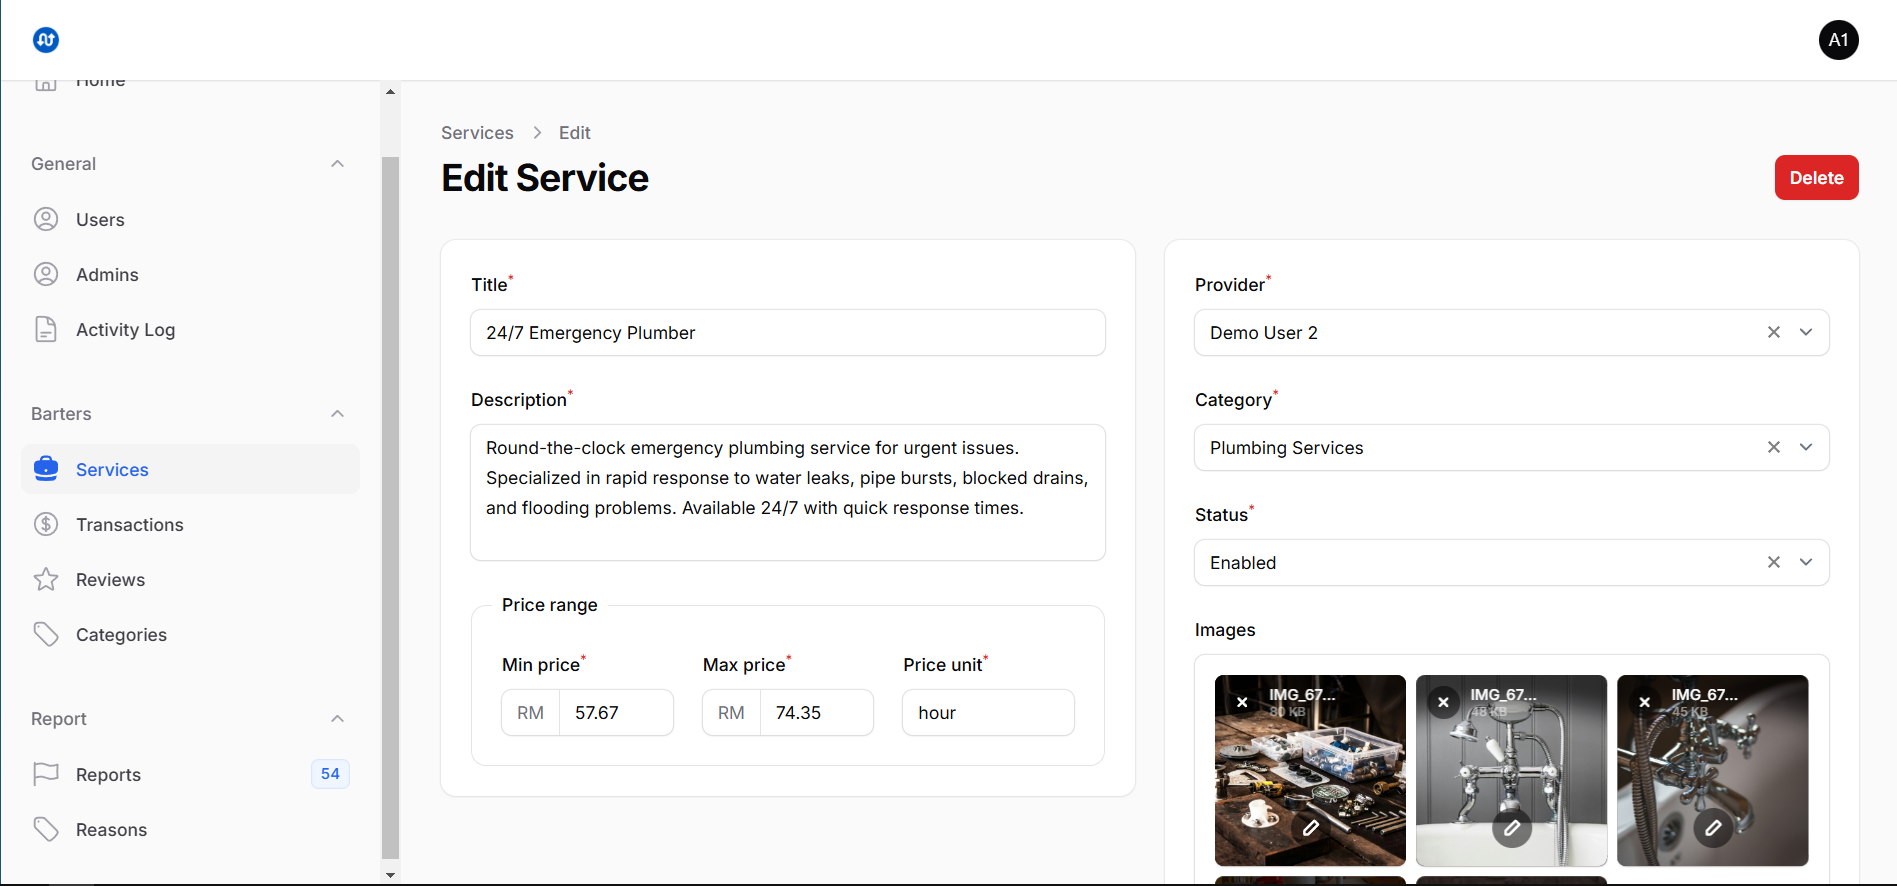 A1
Home
General
Users
Admins
Activity Log
Barters
Services
Transactions
Reviews
Categories
Report
Reports
54
Reasons
Services > Edit
Edit Service
Delete
Title*
24/7 Emergency Plumber
Description*
Round-the-clock emergency plumbing service for urgent issues.
Specialized in rapid response to water leaks, pipe bursts, blocked drains,
and flooding problems. Available 24/7 with quick response times.
Price range
Min price*
RM 57.67
Max price*
RM 74.35
Price unit*
hour
Provider*
Demo User 2
Category*
Plumbing Services
Status*
Enabled
Images
IMG_67...
80 KB
IMG_67...
48 KB
IMG_67...
45 KB